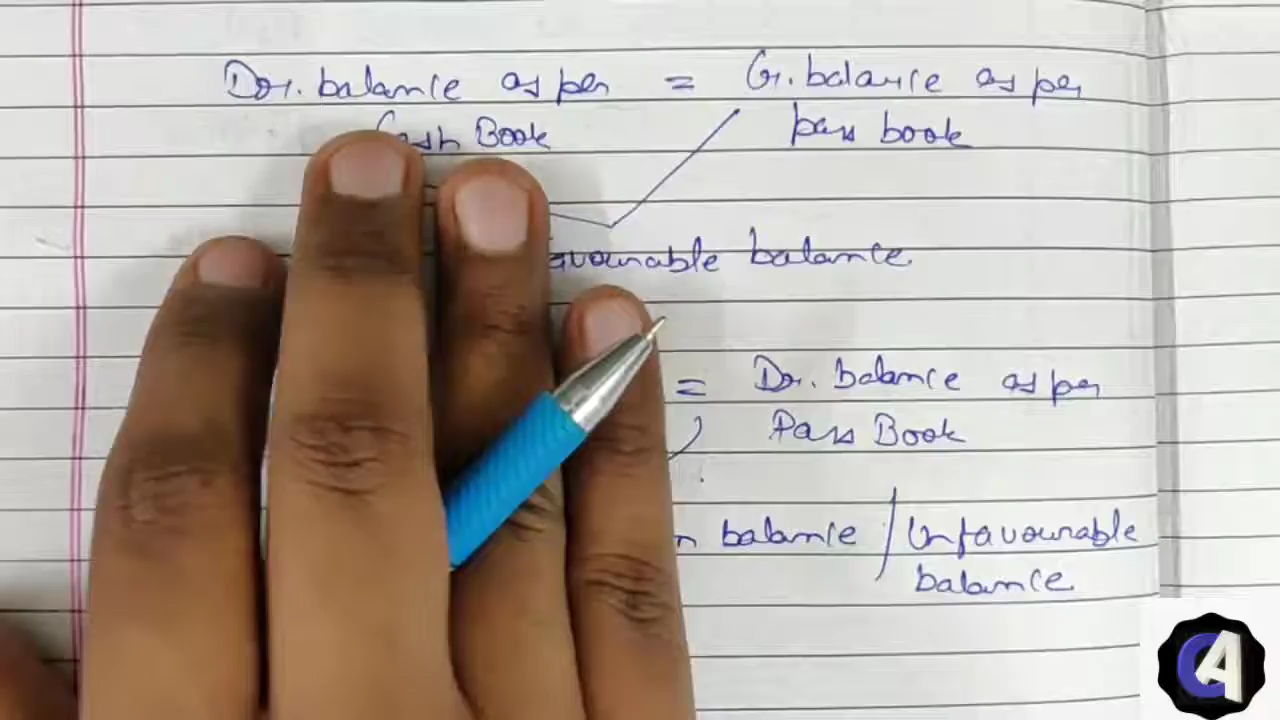 Dr. balance as per = Cr. balance as per
Cash Book pass book
favourable balance
= Dr. balance as per
Pass Book
balance / Unfavourable
balance
CA